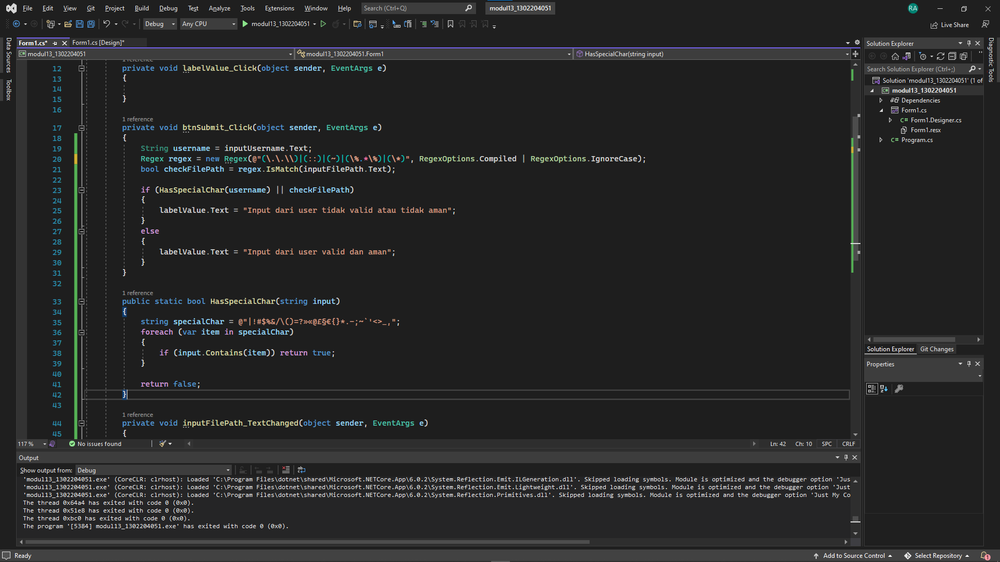 File Edit View Git Project Build Debug Test Analyze Tools Extensions Window Help Search (Ctrl+Q) modul13_1302204051 RA
Debug Any CPU modul13_1302204051 Live Share
Data Sources
Toolbox
Form1.cs* Form1.cs [Design]*
modul13_1302204051 modul13_1302204051.Form1 HasSpecialChar(string input)
12 private void labelValue_Click(object sender, EventArgs e)
13 {
14
15 }
16
1 reference
17 private void btnSubmit_Click(object sender, EventArgs e)
18 {
19 String username = inputUsername.Text;
20 Regex regex = new Regex(@"(\.\.\\)|(::)|(~)|(\%.*\%)|(\*)", RegexOptions.Compiled | RegexOptions.IgnoreCase);
21 bool checkFilePath = regex.IsMatch(inputFilePath.Text);
22
23 if (HasSpecialChar(username) || checkFilePath)
24 {
25 labelValue.Text = "Input dari user tidak valid atau tidak aman";
26 }
27 else
28 {
29 labelValue.Text = "Input dari user valid dan aman";
30 }
31 }
32
1 reference
33 public static bool HasSpecialChar(string input)
34 {
35 string specialChar = @"|!#$%&/\()=?»«@£§€{}*.-;~`'<>_,";
36 foreach (var item in specialChar)
37 {
38 if (input.Contains(item)) return true;
39 }
40
41 return false;
42 }
43
1 reference
44 private void inputFilePath_TextChanged(object sender, EventArgs e)
45 {
117 % No issues found Ln: 42 Ch: 10 SPC CRLF
Output
Show output from: Debug
'modul13_1302204051.exe' (CoreCLR: clrhost): Loaded 'C:\Program Files\dotnet\shared\Microsoft.NETCore.App\6.0.2\System.Reflection.Emit.ILGeneration.dll'. Skipped loading symbols. Module is optimized and the debugger option 'Jus
'modul13_1302204051.exe' (CoreCLR: clrhost): Loaded 'C:\Program Files\dotnet\shared\Microsoft.NETCore.App\6.0.2\System.Reflection.Emit.Lightweight.dll'. Skipped loading symbols. Module is optimized and the debugger option 'Just
'modul13_1302204051.exe' (CoreCLR: clrhost): Loaded 'C:\Program Files\dotnet\shared\Microsoft.NETCore.App\6.0.2\System.Reflection.Primitives.dll'. Skipped loading symbols. Module is optimized and the debugger option 'Just My Co
The thread 0x64a4 has exited with code 0 (0x0).
The thread 0x51e8 has exited with code 0 (0x0).
The thread 0xbc0 has exited with code 0 (0x0).
The program '[5384] modul13_1302204051.exe' has exited with code 0 (0x0).
Solution Explorer
Search Solution Explorer (Ctrl+;)
Solution 'modul13_1302204051' (1 of
modul13_1302204051
Dependencies
Form1.cs
C# Form1.Designer.cs
Form1.resx
C# Program.cs
Solution Explorer Git Changes
Properties
Diagnostic Tools
Ready Add to Source Control Select Repository 1